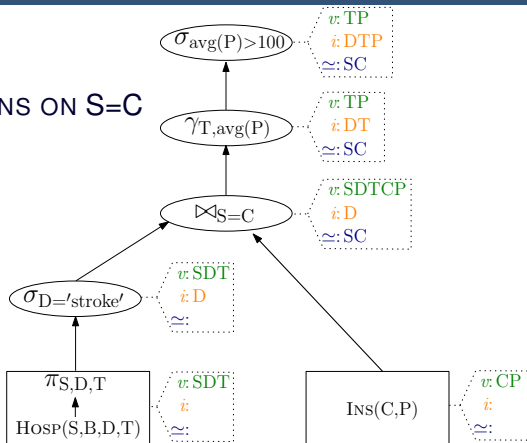 σavg(P)>100
v: TP
i: DTP
≃: SC
NS ON S=C
γT,avg(P)
v: TP
i: DT
≃: SC
⋈S=C
v: SDTCP
i: D
≃: SC
σD='stroke'
v: SDT
i: D
≃:
πS,D,T
HOSP(S,B,D,T)
v: SDT
i:
≃:
INS(C,P)
v: CP
i:
≃: